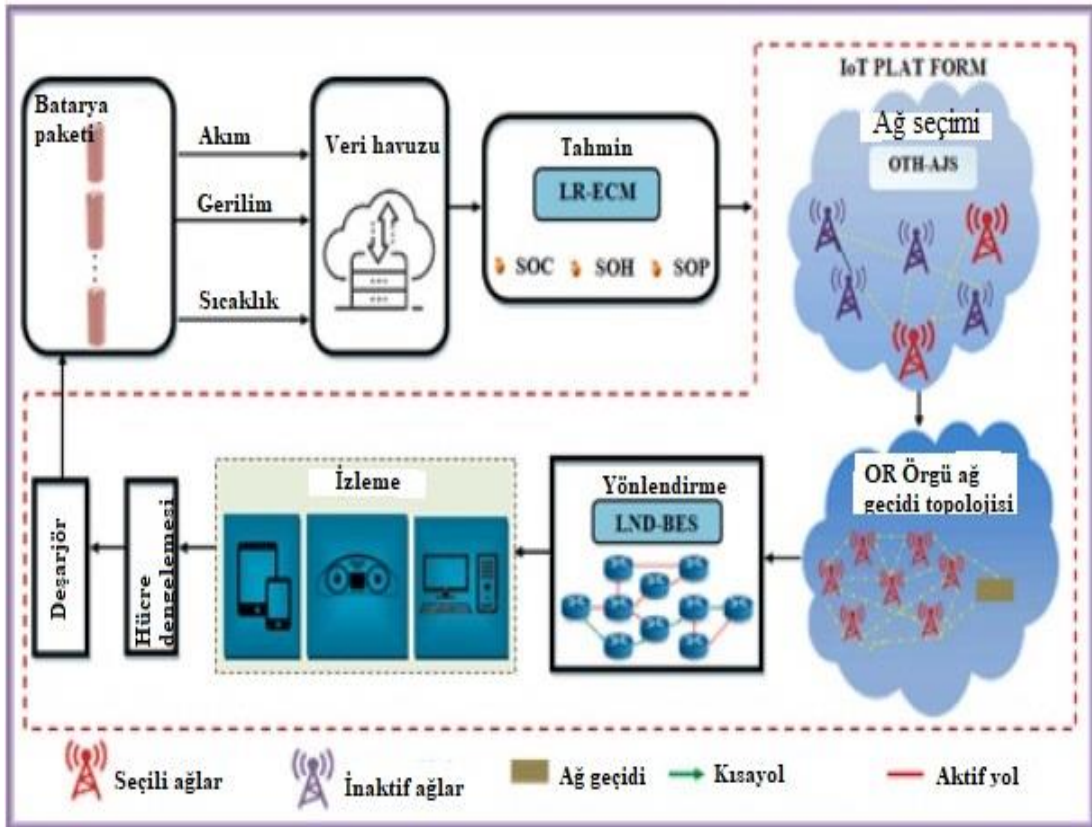 Batarya
paketi
Akım
Gerilim
Sıcaklık
Veri havuzu
Tahmin
LR-ECM
SOC
SOH
SOP
IoT PLAT FORM
Ağ seçimi
OTH-AJS
OR Örgü ağ
geçidi topolojisi
Yönlendirme
LND-BES
İzleme
Hücre
dengelemesi
Deşarjör
Seçili ağlar
İnaktif ağlar
Ağ geçidi
Kısayol
Aktif yol